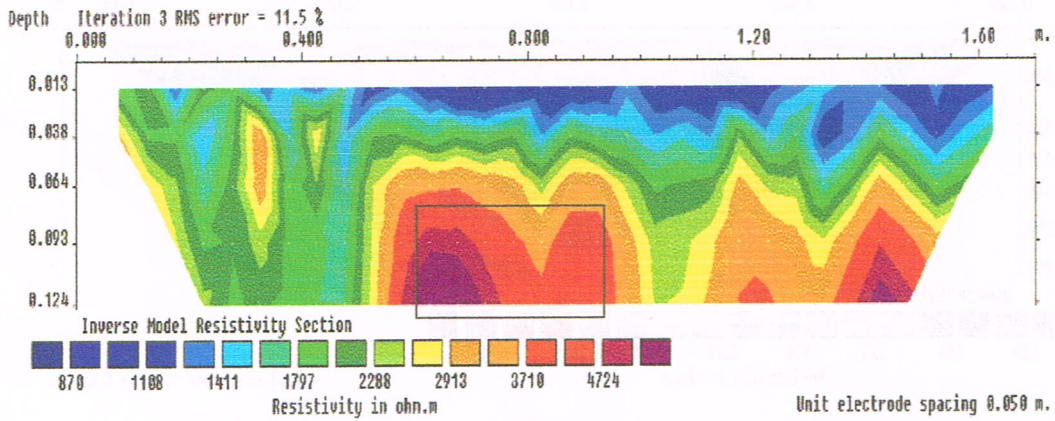 Depth Iteration 3 RMS error = 11.5 %
0.000 0.400 0.800 1.20 1.60 m.
0.013
0.038
0.064
0.093
0.124
Inverse Model Resistivity Section
870 1108 1411 1797 2288 2913 3710 4724
Resistivity in ohm.m
Unit electrode spacing 0.050 m.